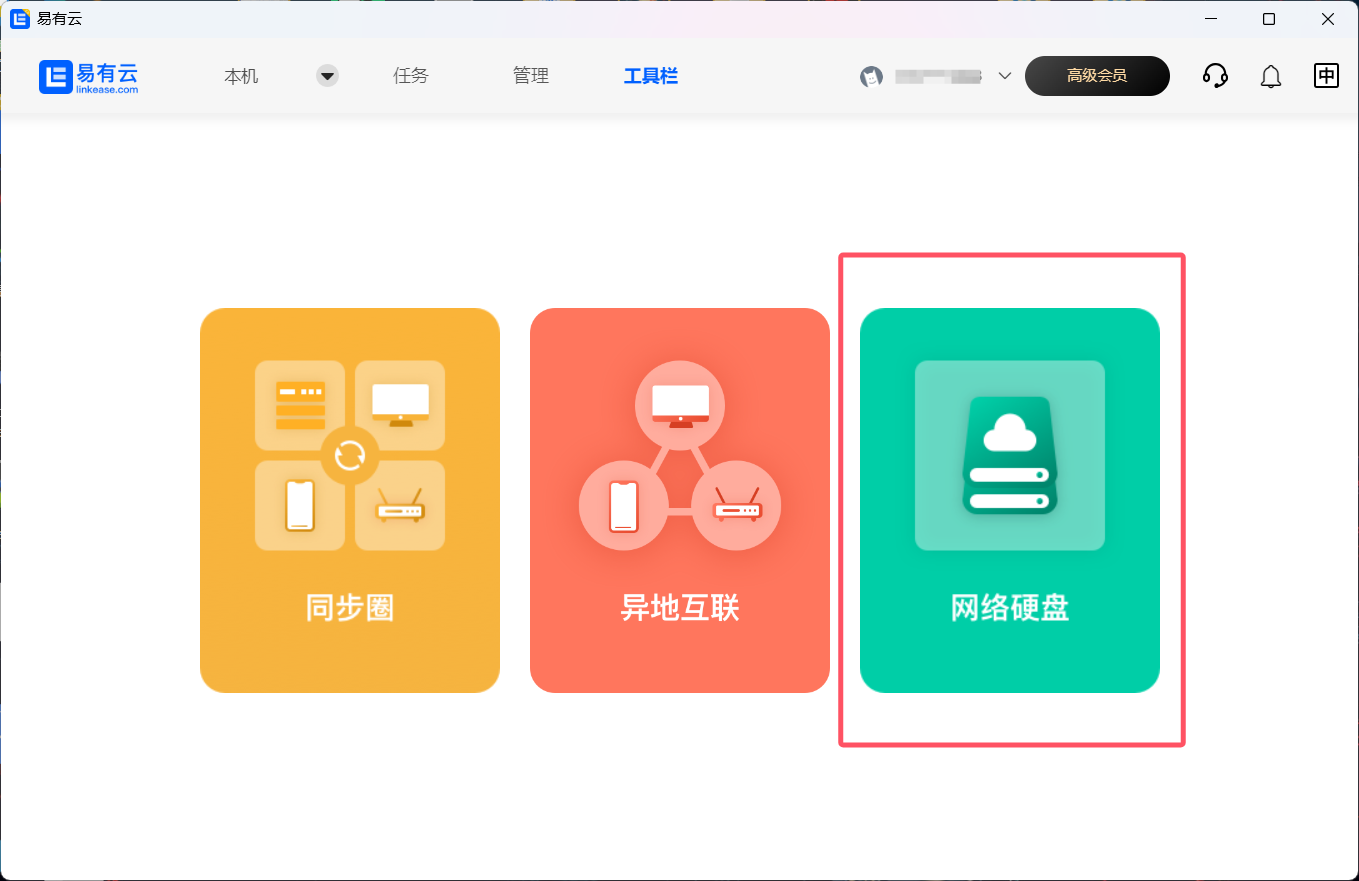 易有云
易有云
linkease.com
本机
任务
管理
工具栏
高级会员
中
同步圈
异地互联
网络硬盘